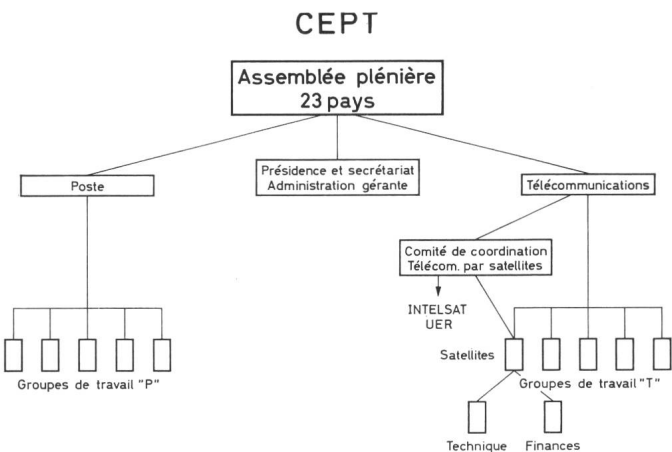 CEPT
Assemblée plénière
23 pays
Poste
Présidence et secrétariat
Administration gérante
Télécommunications
Comité de coordination
Télécom. par satellites
INTELSAT
UER
Satellites
Groupes de travail "P"
Groupes de travail "T"
Technique
Finances